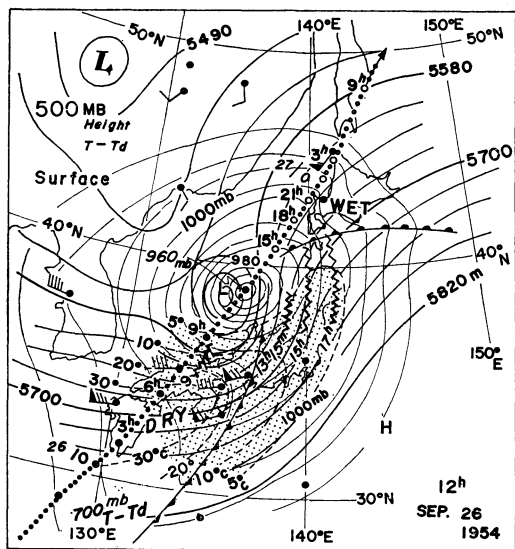 140°E
150°E
50°N
5490
50°N
L
9h
5580
500 MB
Height
T-Td
3h
27
0
5700
Surface
21h
WET
1000mb
18h
40°N
15h
960mb
980
40°N
5820 m
5°
9h
10°
150°E
20°
13h
15m
15h
17h
30°
6h
9
5700
DRY
1000mb
3h
H
26
10
30°C
20°
10°C
5°C
700mb
T-Td
30°N
12h
130°E
140°E
SEP. 26
1954